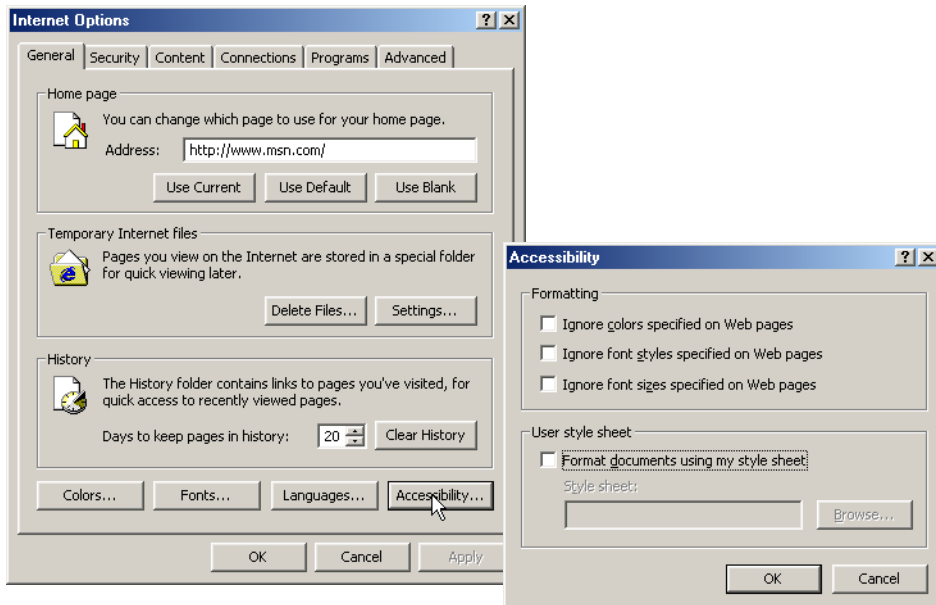 Internet Options
General Security Content Connections Programs Advanced
Home page
You can change which page to use for your home page.
Address: http://www.msn.com/
Use Current Use Default Use Blank
Temporary Internet files
Pages you view on the Internet are stored in a special folder
for quick viewing later.
Delete Files... Settings...
History
The History folder contains links to pages you've visited, for
quick access to recently viewed pages.
Days to keep pages in history: 20 Clear History
Colors... Fonts... Languages... Accessibility...
OK Cancel Apply
Accessibility
Formatting
Ignore colors specified on Web pages
Ignore font styles specified on Web pages
Ignore font sizes specified on Web pages
User style sheet
Format documents using my style sheet
Style sheet:
Browse...
OK Cancel